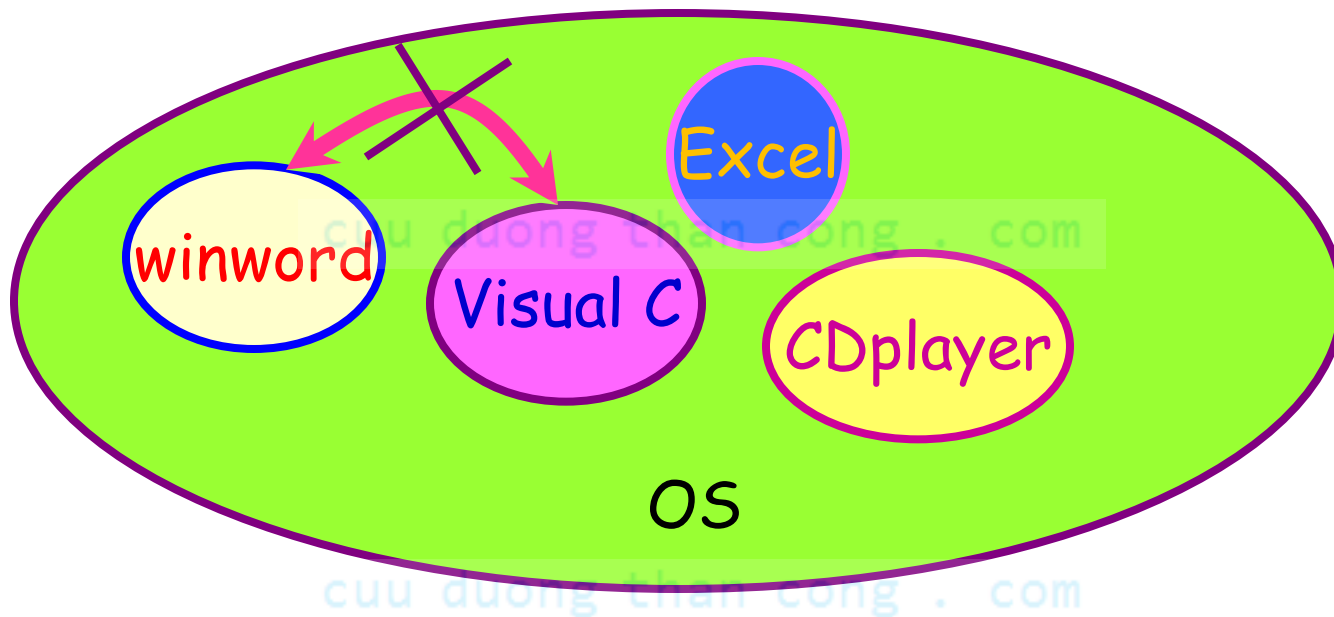 Excel
winword
cuu duong than cong . com
Visual C
CDplayer
OS
cuu duong than cong . com